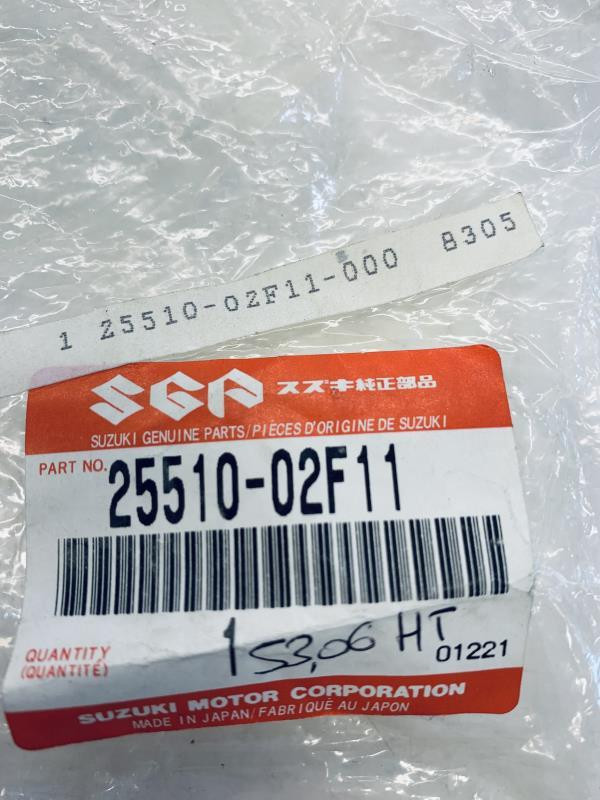 1 25510-02F11-000 B305
SGP スズキ純正部品
SUZUKI GENUINE PARTS/PIÈCES D'ORIGINE DE SUZUKI
PART NO. 25510-02F11
QUANTITY 1 53,06 HT
(QUANTITÉ) 01221
SUZUKI MOTOR CORPORATION
MADE IN JAPAN/FABRIQUÉ AU JAPON